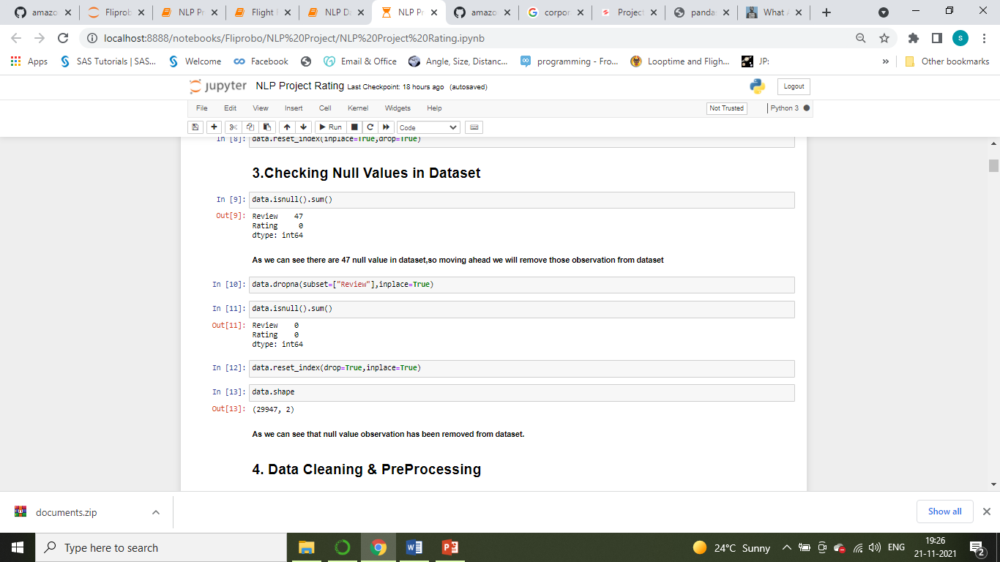 amazo
Fliprob
NLP Pr
Flight
NLP D
NLP Pr
amazo
corpor
Project
panda
What
localhost:8888/notebooks/Fliprobo/NLP%20Project/NLP%20Project%20Rating.ipynb
S
Apps
SAS Tutorials | SAS...
Welcome
Facebook
Email & Office
Angle, Size, Distanc...
programming - Fro...
Looptime and Fligh...
JPS
»
Other bookmarks
jupyter NLP Project Rating Last Checkpoint: 18 hours ago (autosaved)
Logout
File Edit View Insert Cell Kernel Widgets Help
Not Trusted
Python 3
Run
Code
In [8]: data.reset_index(inplace=True,drop=True)
3.Checking Null Values in Dataset
In [9]: data.isnull().sum()
Out[9]: Review 47
Rating 0
dtype: int64
As we can see there are 47 null value in dataset,so moving ahead we will remove those observation from dataset
In [10]: data.dropna(subset=["Review"],inplace=True)
In [11]: data.isnull().sum()
Out[11]: Review 0
Rating 0
dtype: int64
In [12]: data.reset_index(drop=True,inplace=True)
In [13]: data.shape
Out[13]: (29947, 2)
As we can see that null value observation has been removed from dataset.
4. Data Cleaning & PreProcessing
documents.zip
Show all
Type here to search
24°C Sunny
ENG
19:26
21-11-2021
2